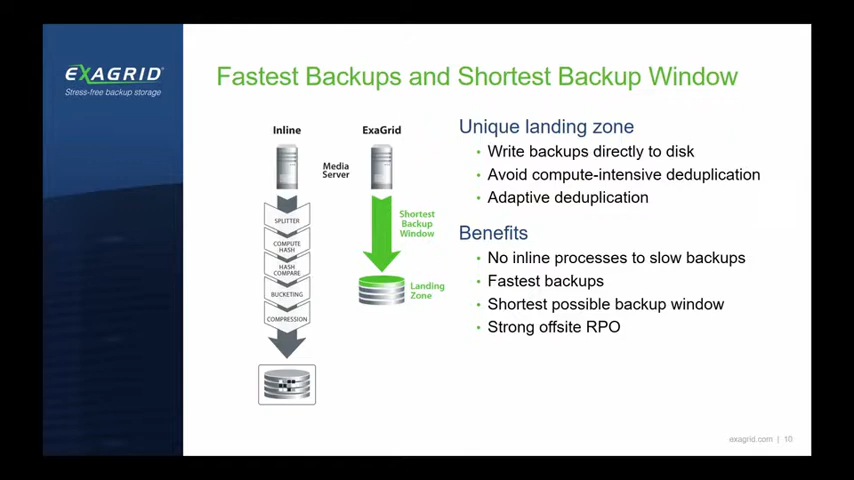 EXAGRID
Stress-free backup storage
Fastest Backups and Shortest Backup Window
Inline
ExaGrid
Media
Server
SPLITTER
COMPUTE
HASH
HASH
COMPARE
BUCKETING
COMPRESSION
Shortest
Backup
Window
Landing
Zone
Unique landing zone
• Write backups directly to disk
• Avoid compute-intensive deduplication
• Adaptive deduplication
Benefits
• No inline processes to slow backups
• Fastest backups
• Shortest possible backup window
• Strong offsite RPO
exagrid.com | 10